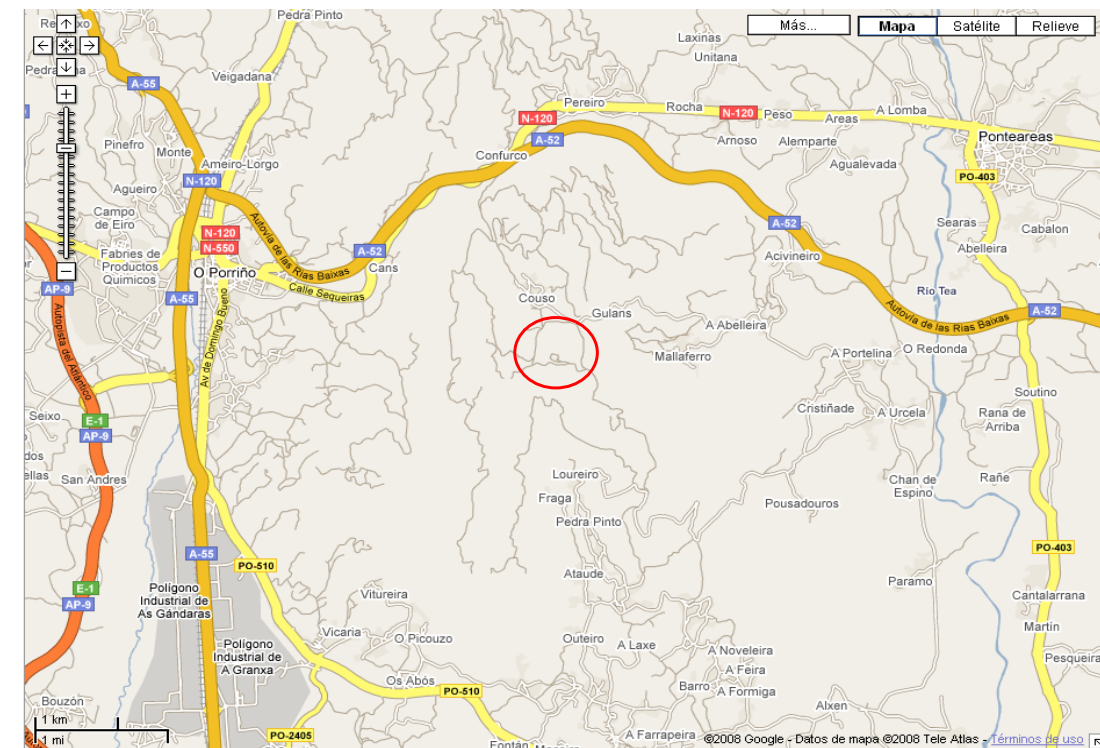 Pedra Pinto
Más...
Mapa
Satélite
Relieve
Laxinas
Unitana
A-55
Veigadana
Pereiro
Rocha
N-120
N-120
Peso
Areas
A Lomba
A-52
Arnoso
Alemparte
Ponteareas
Pinefro
Monte
Ameiro-Lorgo
Confurco
Agualevada
PO-403
N-120
Agueiro
Campo
de Eiro
N-120
N-550
Autovía de las Rias Baixas
A-52
A-52
Searas
Cabalon
Abelleira
Fabries de
Productos
Quimicos
O Porriño
Cans
Acivineiro
Calle Sequeiras
AP-9
A-55
Couso
Gulans
Río Tea
A-52
Autovía de las Rias Baixas
Autopista del Atlántico
Av de Domingo Bueno
A Abelleira
Mallaferro
A Portelina
O Redonda
Soutino
Seixo
E-1
AP-9
Cristiñade
A Urcela
Rana de
Arriba
San Andres
Loureiro
Fraga
Pedra Pinto
Pousadouros
Chan de
Espino
Rañe
A-55
PO-510
PO-403
E-1
AP-9
Polígono
Industrial de
As Gándaras
Ataude
Vitureira
Paramo
Cantalarrana
Vicaria
O Picouzo
Outeiro
A Laxe
Martin
Polígono
Industrial de
A Granxa
A Noveleira
A Feira
Pesqueira
Os Abós
PO-510
Barro
A Formiga
Bouzón
Alxen
1 km
1 mi
PO-2405
A Farrapeira
Fontán
©2008 Google - Datos de mapa ©2008 Tele Atlas - Términos de uso